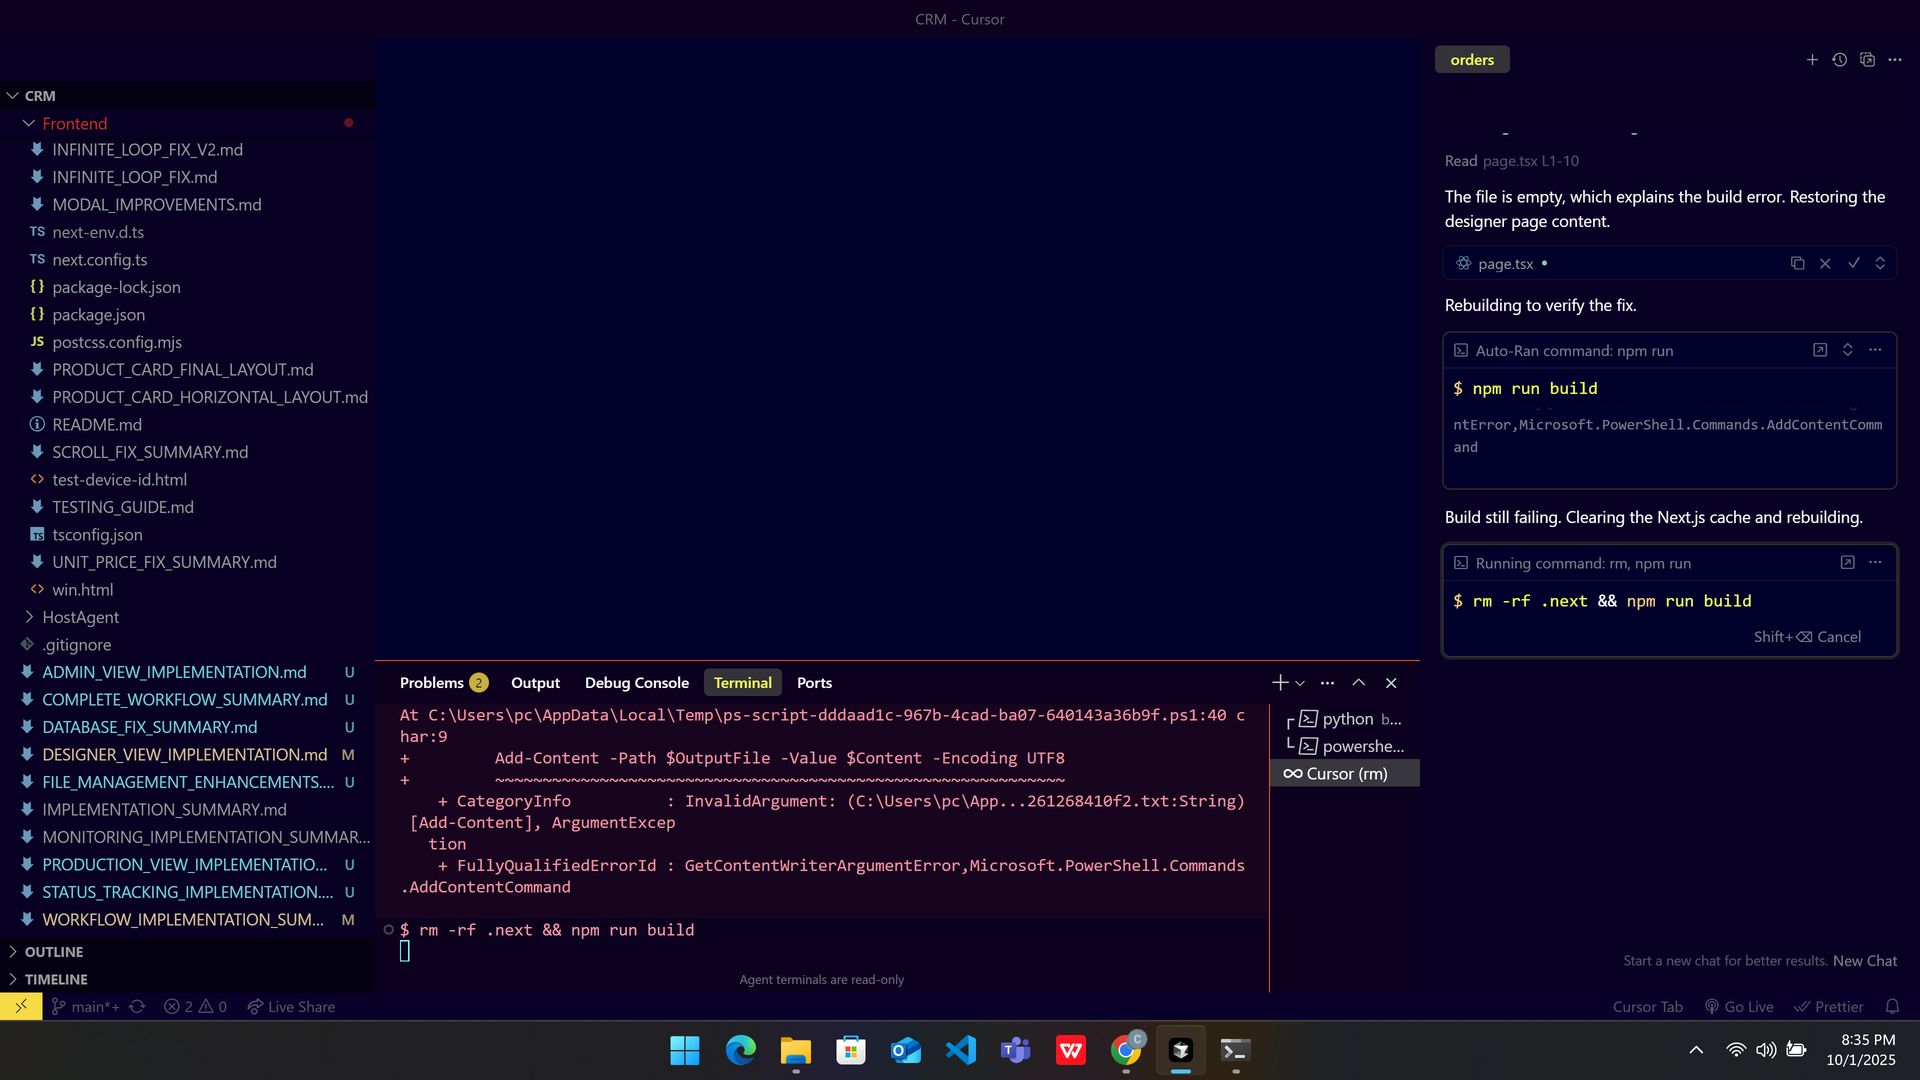 CRM - Cursor
CRM
Frontend
INFINITE_LOOP_FIX_V2.md
INFINITE_LOOP_FIX.md
MODAL_IMPROVEMENTS.md
TS next-env.d.ts
TS next.config.ts
{} package-lock.json
{} package.json
JS postcss.config.mjs
PRODUCT_CARD_FINAL_LAYOUT.md
PRODUCT_CARD_HORIZONTAL_LAYOUT.md
README.md
SCROLL_FIX_SUMMARY.md
<> test-device-id.html
TESTING_GUIDE.md
TS tsconfig.json
UNIT_PRICE_FIX_SUMMARY.md
<> win.html
HostAgent
.gitignore
ADMIN_VIEW_IMPLEMENTATION.md U
COMPLETE_WORKFLOW_SUMMARY.md U
DATABASE_FIX_SUMMARY.md U
DESIGNER_VIEW_IMPLEMENTATION.md M
FILE_MANAGEMENT_ENHANCEMENTS.... U
IMPLEMENTATION_SUMMARY.md
MONITORING_IMPLEMENTATION_SUMMAR...
PRODUCTION_VIEW_IMPLEMENTATIO... U
STATUS_TRACKING_IMPLEMENTATION.... U
WORKFLOW_IMPLEMENTATION_SUM... M
OUTLINE
TIMELINE
Problems 2 Output Debug Console Terminal Ports
At C:\Users\pc\AppData\Local\Temp\ps-script-dddaad1c-967b-4cad-ba07-640143a36b9f.ps1:40 c
har:9
+         Add-Content -Path $OutputFile -Value $Content -Encoding UTF8
+         ~~~~~~~~~~~~~~~~~~~~~~~~~~~~~~~~~~~~~~~~~~~~~~~~~~~~~~~~~~~~
+ CategoryInfo          : InvalidArgument: (C:\Users\pc\App...261268410f2.txt:String)
[Add-Content], ArgumentExcep
tion
+ FullyQualifiedErrorId : GetContentWriterArgumentError,Microsoft.PowerShell.Commands
.AddContentCommand
$ rm -rf .next && npm run build
Agent terminals are read-only
python b...
powershe...
Cursor (rm)
orders
Read page.tsx L1-10
The file is empty, which explains the build error. Restoring the
designer page content.
page.tsx
Rebuilding to verify the fix.
Auto-Ran command: npm run
$ npm run build
ntError,Microsoft.PowerShell.Commands.AddContentComm
and
Build still failing. Clearing the Next.js cache and rebuilding.
Running command: rm, npm run
$ rm -rf .next && npm run build
Shift+⌫ Cancel
Start a new chat for better results. New Chat
main*+ 2 0 Live Share
Cursor Tab Go Live Prettier
8:35 PM
10/1/2025